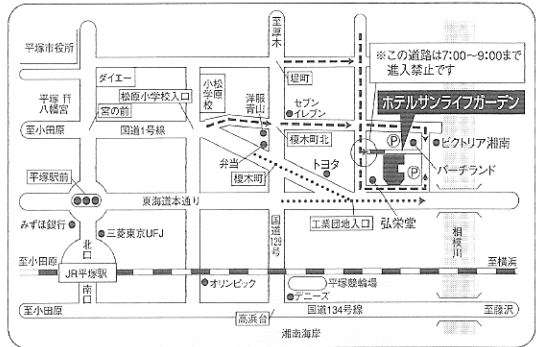 平塚市役所
至厚木
※この道路は7:00〜9:00まで
進入禁止です
ダイエー
小松
学原
校
堤町
平塚
八幡宮
松原小学校入口
洋服
青山
セブン
イレブン
ホテルサンライフガーデン
宮の前
至小田原
国道1号線
榎木町北
P
ビクトリア湘南
弁当
トヨタ
平塚駅前
榎木町
P
バーチランド
東海道本通り
みずほ銀行
三菱東京UFJ
北口
国道129号
工業団地入口
弘栄堂
相模川
至小田原
至横浜
JR平塚駅
南口
オリンピック
平塚競輪場
デニーズ
至小田原
高浜台
国道134号線
至藤沢
湘南海岸